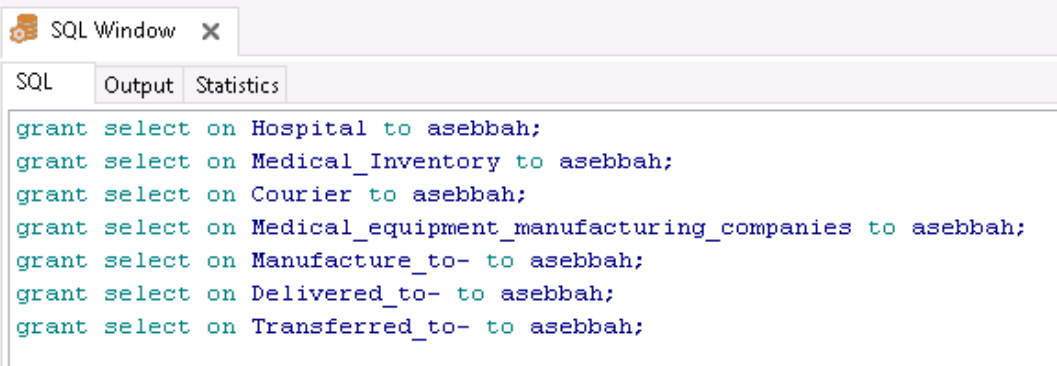 SQL Window
SQL Output Statistics
grant select on Hospital to asebbah;
grant select on Medical_Inventory to asebbah;
grant select on Courier to asebbah;
grant select on Medical_equipment_manufacturing_companies to asebbah;
grant select on Manufacture_to- to asebbah;
grant select on Delivered_to- to asebbah;
grant select on Transferred_to- to asebbah;